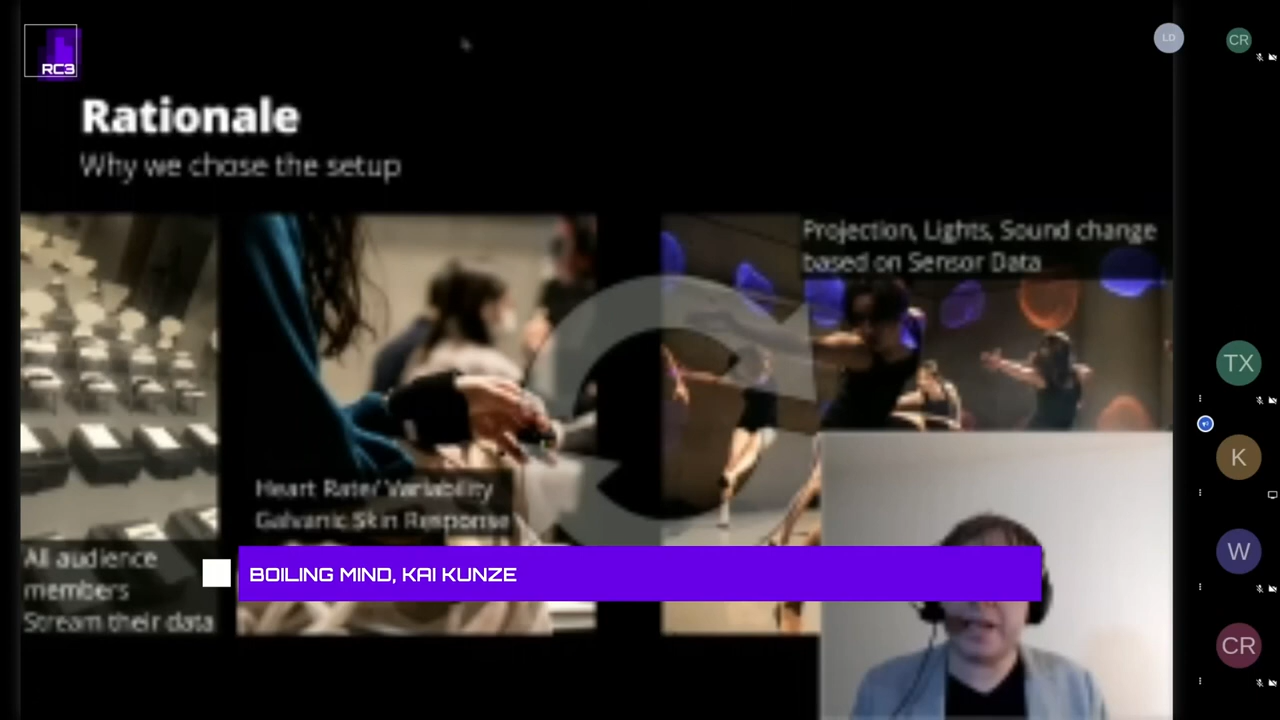 RC3
LD
CR
Rationale
Why we chose the setup
Projection, Lights, Sound change
based on Sensor Data
Heart Rate/ Variability
Galvanic Skin Response
All audience
members
Stream their data
BOILING MIND, KAI KUNZE
TX
K
W
CR